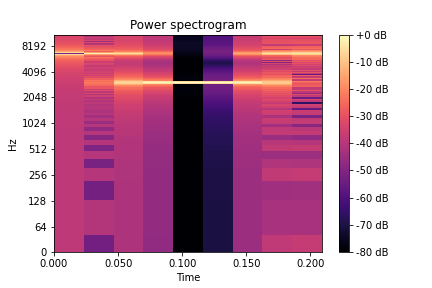 Power spectrogram
8192
4096
2048
1024
512
256
128
64
0
Hz
0.000 0.050 0.100 0.150 0.200
Time
+0 dB
-10 dB
-20 dB
-30 dB
-40 dB
-50 dB
-60 dB
-70 dB
-80 dB